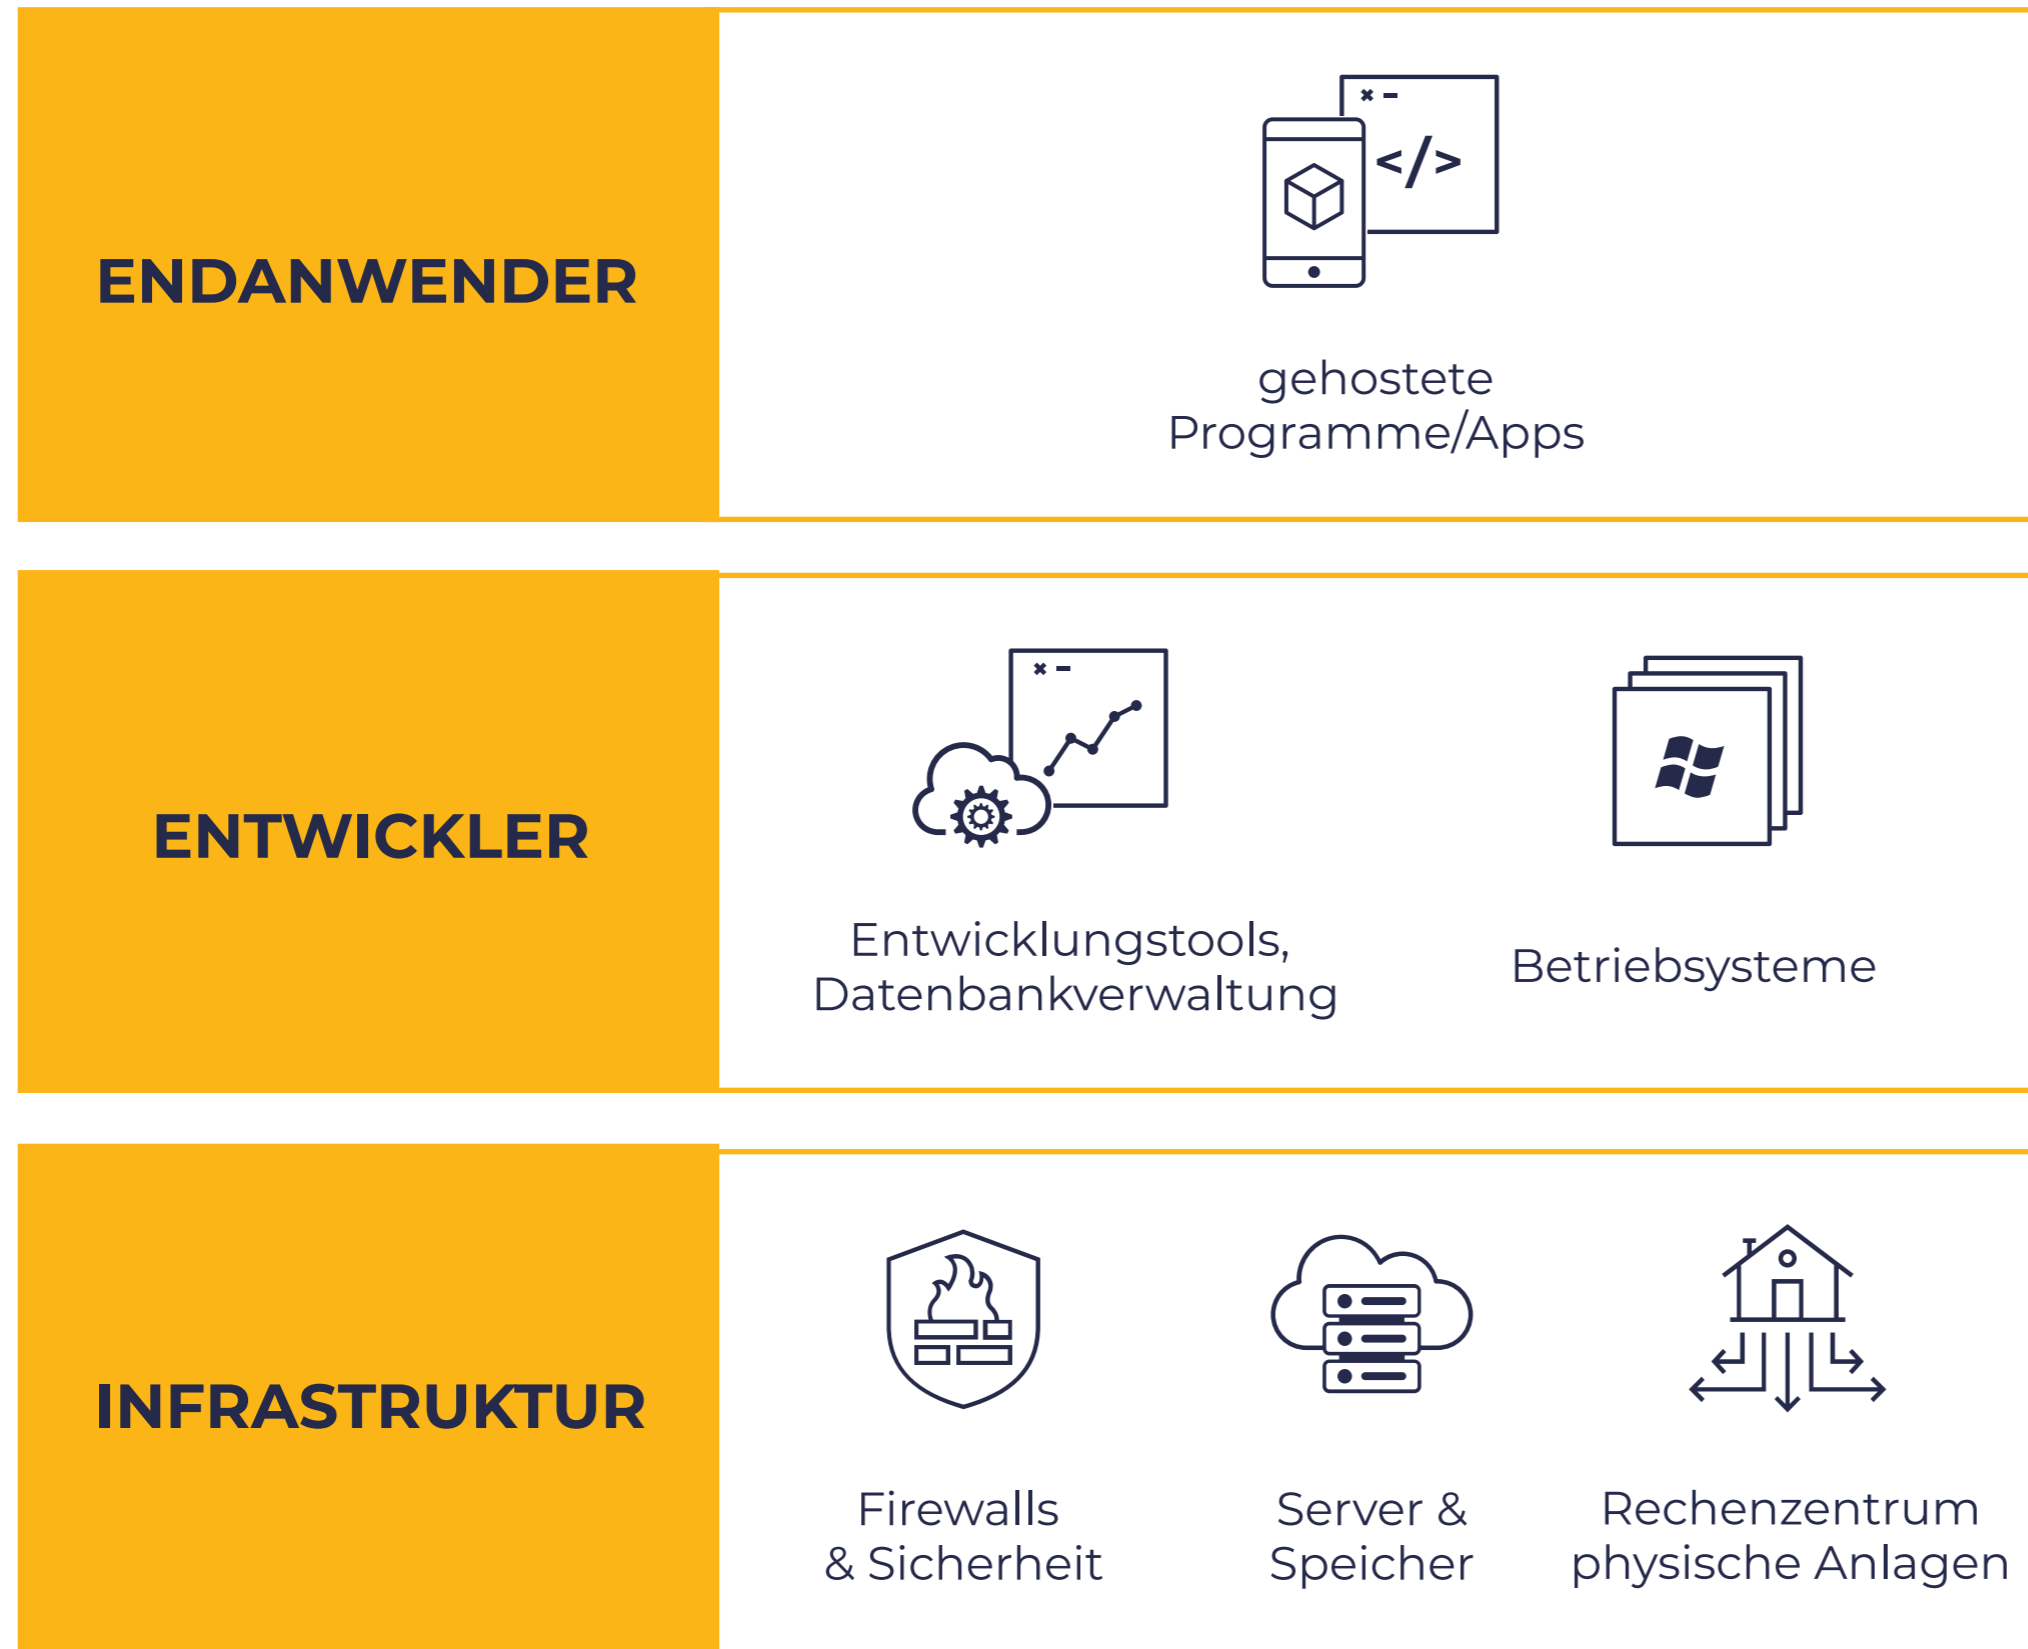 ENDANWENDER
</>
gehostete
Programme/Apps
ENTWICKLER
Entwicklungstools,
Datenbankverwaltung
Betriebsysteme
INFRASTRUKTUR
Firewalls
& Sicherheit
Server &
Speicher
Rechenzentrum
physische Anlagen